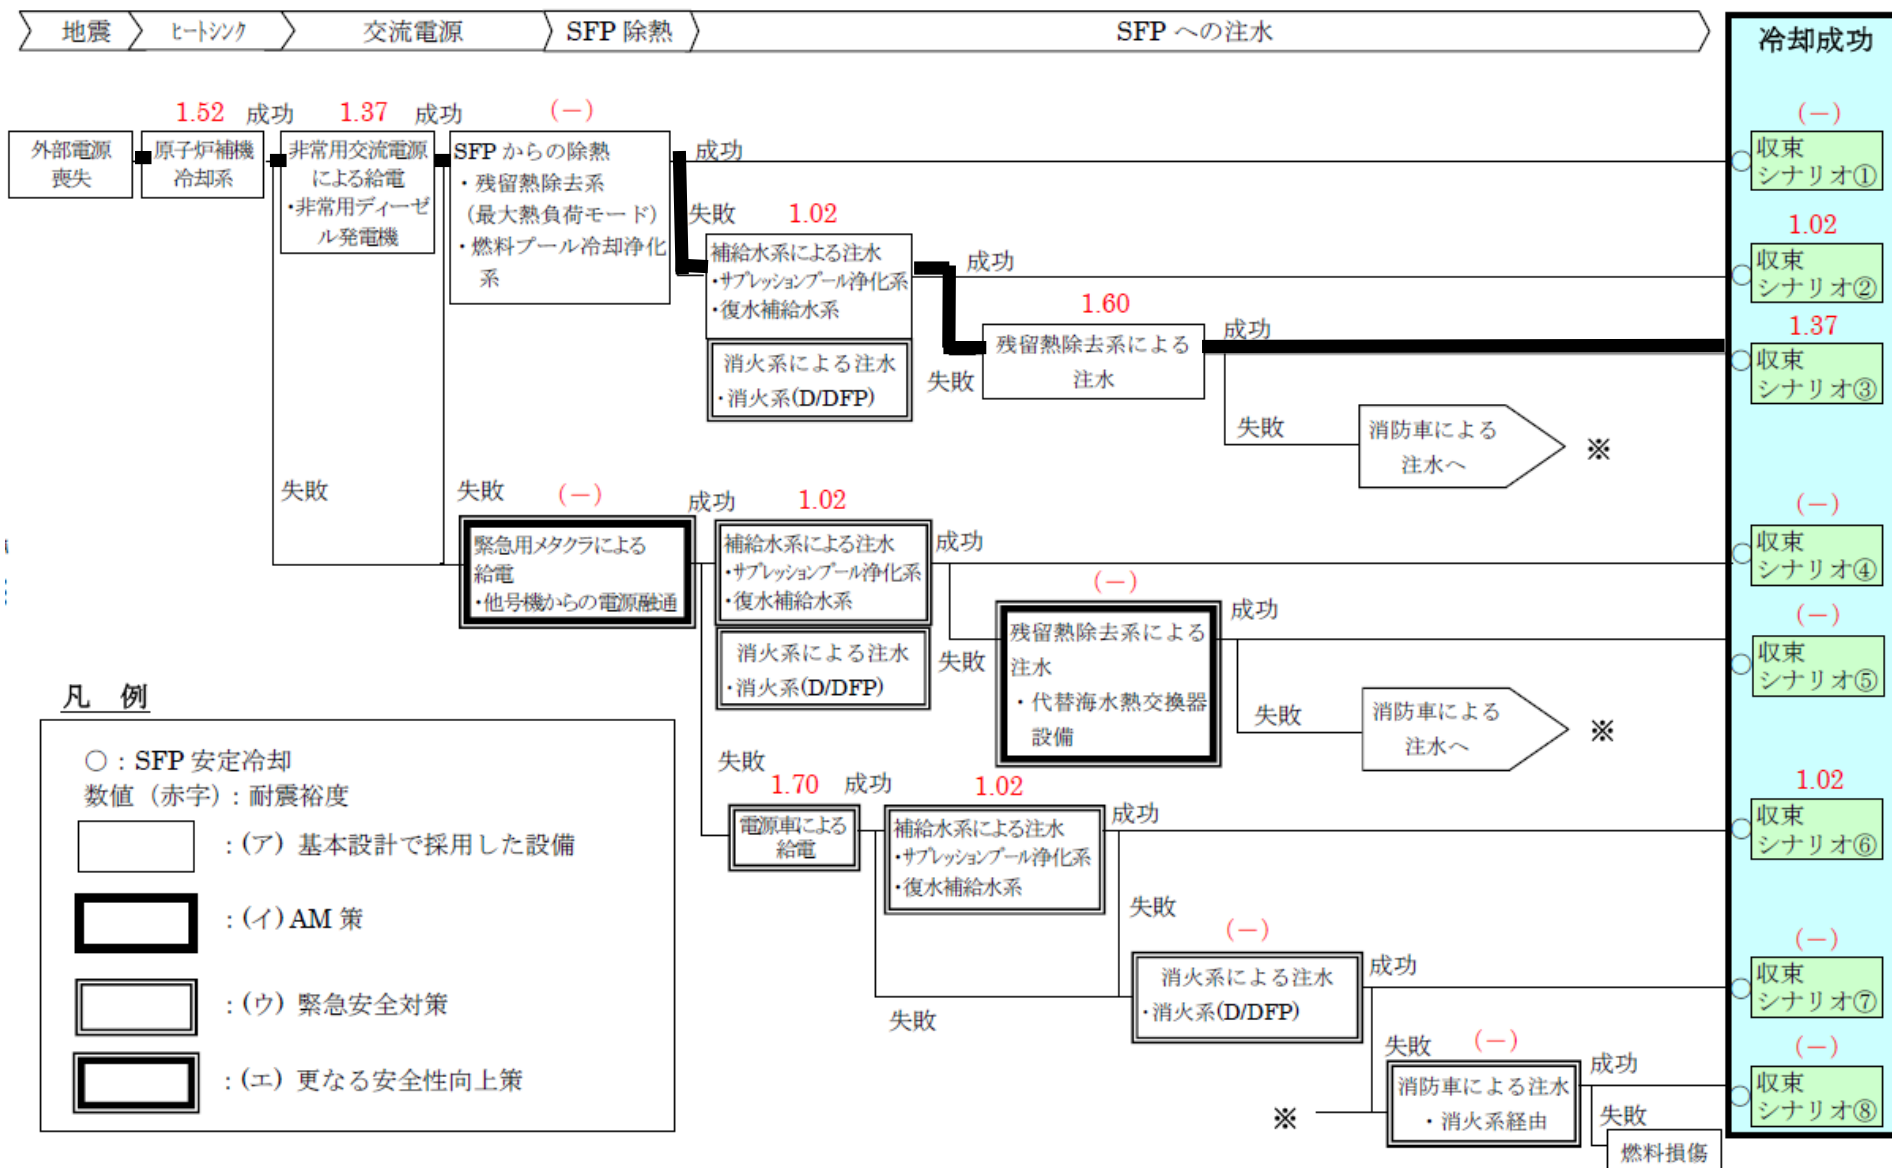 地震
ヒートシンク
交流電源
SFP 除熱
SFP への注水
冷却成功
1.52
成功
1.37
成功
(－)
(－)
外部電源
喪失
原子炉補機
冷却系
非常用交流電源
による給電
・非常用ディーゼ
ル発電機
SFP からの除熱
・残留熱除去系
（最大熱負荷モード）
・燃料プール冷却浄化
系
成功
収束
シナリオ①
失敗
1.02
1.02
補給水系による注水
・サプレッションプール浄化系
・復水補給水系
成功
収束
シナリオ②
消火系による注水
・消火系(D/DFP)
失敗
1.60
1.37
残留熱除去系による
注水
成功
収束
シナリオ③
失敗
消防車による
注水へ
※
失敗
失敗
(－)
成功
1.02
(－)
緊急用メタクラによる
給電
・他号機からの電源融通
補給水系による注水
・サプレッションプール浄化系
・復水補給水系
成功
収束
シナリオ④
消火系による注水
・消火系(D/DFP)
失敗
(－)
(－)
残留熱除去系による
注水
・代替海水熱交換器
設備
成功
収束
シナリオ⑤
失敗
消防車による
注水へ
※
失敗
1.70
成功
1.02
1.02
電源車による
給電
補給水系による注水
・サプレッションプール浄化系
・復水補給水系
成功
収束
シナリオ⑥
失敗
失敗
(－)
(－)
消火系による注水
・消火系(D/DFP)
成功
収束
シナリオ⑦
失敗
(－)
(－)
※
消防車による注水
・消火系経由
成功
収束
シナリオ⑧
失敗
燃料損傷
凡　例
○：SFP 安定冷却
数値（赤字）：耐震裕度
：(ア) 基本設計で採用した設備
：(イ) AM 策
：(ウ) 緊急安全対策
：(エ) 更なる安全性向上策